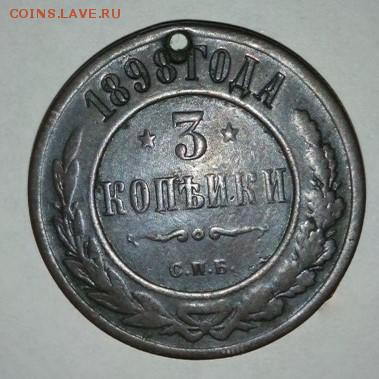 COINS.LAVE.RU
1898 ГОДА
3
КОПѢЙКИ
С.П.Б.